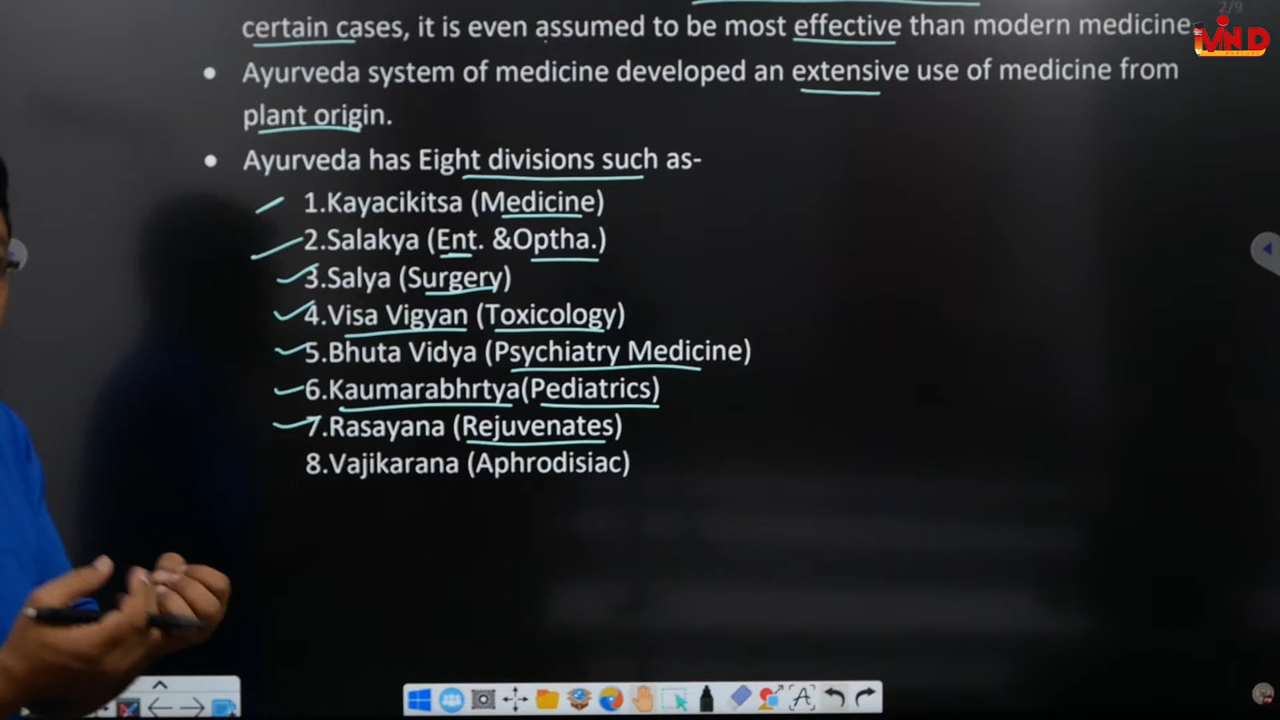 2/9
certain cases, it is even assumed to be most effective than modern medicine.
MIND
• Ayurveda system of medicine developed an extensive use of medicine from
plant origin.
• Ayurveda has Eight divisions such as-
1.Kayacikitsa (Medicine)
2.Salakya (Ent. &Optha.)
3.Salya (Surgery)
4.Visa Vigyan (Toxicology)
5.Bhuta Vidya (Psychiatry Medicine)
6.Kaumarabhrtya(Pediatrics)
7.Rasayana (Rejuvenates)
8.Vajikarana (Aphrodisiac)